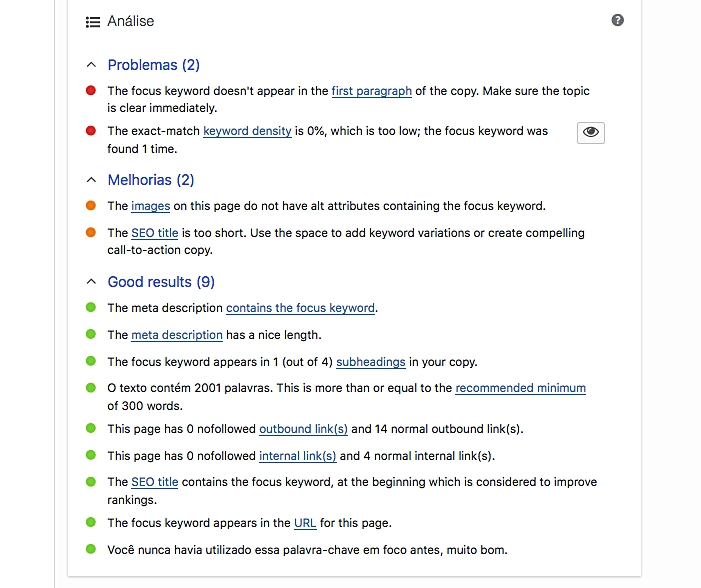 Análise
Problemas (2)
The focus keyword doesn't appear in the first paragraph of the copy. Make sure the topic
is clear immediately.
The exact-match keyword density is 0%, which is too low; the focus keyword was
found 1 time.
Melhorias (2)
The images on this page do not have alt attributes containing the focus keyword.
The SEO title is too short. Use the space to add keyword variations or create compelling
call-to-action copy.
Good results (9)
The meta description contains the focus keyword.
The meta description has a nice length.
The focus keyword appears in 1 (out of 4) subheadings in your copy.
O texto contém 2001 palavras. This is more than or equal to the recommended minimum
of 300 words.
This page has 0 nofollowed outbound link(s) and 14 normal outbound link(s).
This page has 0 nofollowed internal link(s) and 4 normal internal link(s).
The SEO title contains the focus keyword, at the beginning which is considered to improve
rankings.
The focus keyword appears in the URL for this page.
Você nunca havia utilizado essa palavra-chave em foco antes, muito bom.